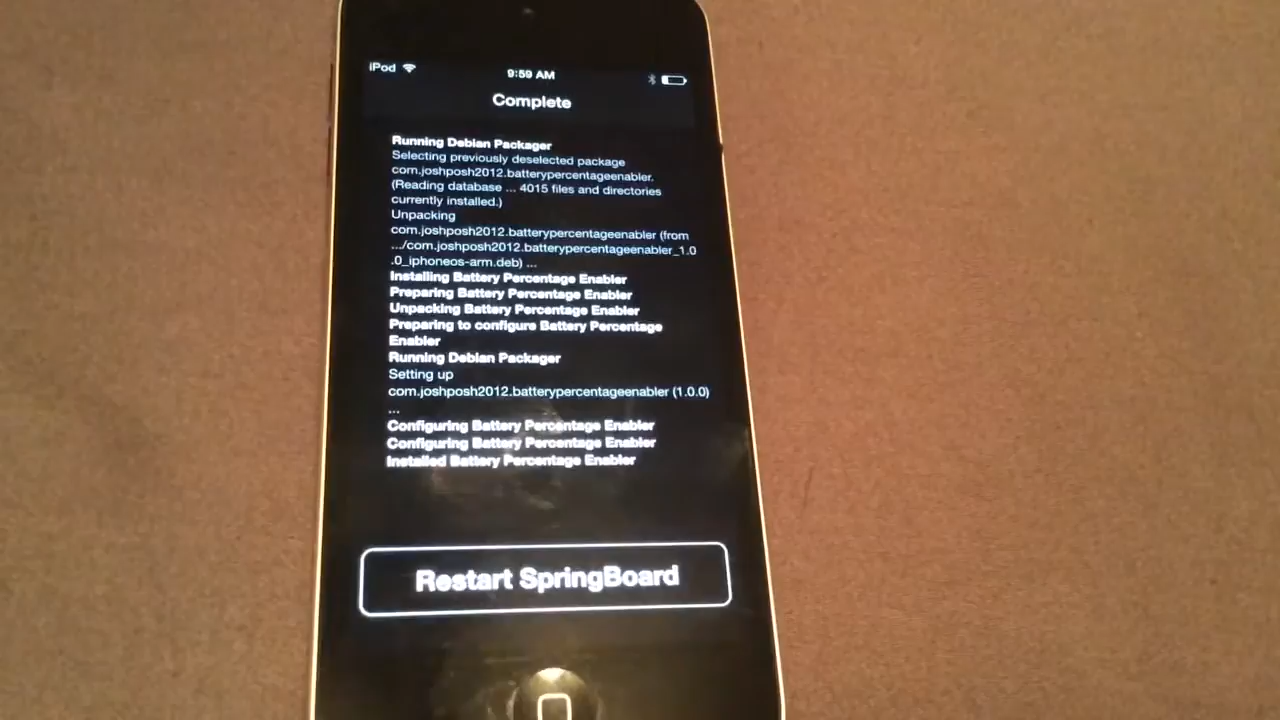 iPod
9:59 AM
Complete
Running Debian Packager
Selecting previously deselected package
com.joshposh2012.batterypercentageenabler.
(Reading database ... 4015 files and directories
currently installed.)
Unpacking
com.joshposh2012.batterypercentageenabler (from
.../com.joshposh2012.batterypercentageenabler_1.0
.0_iphoneos-arm.deb) ...
Installing Battery Percentage Enabler
Preparing Battery Percentage Enabler
Unpacking Battery Percentage Enabler
Preparing to configure Battery Percentage
Enabler
Running Debian Packager
Setting up
com.joshposh2012.batterypercentageenabler (1.0.0)
...
Configuring Battery Percentage Enabler
Configuring Battery Percentage Enabler
Installed Battery Percentage Enabler
Restart SpringBoard